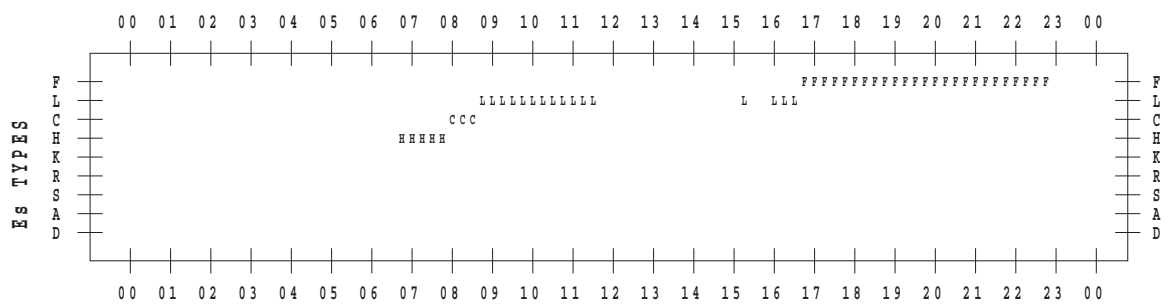 00 01 02 03 04 05 06 07 08 09 10 11 12 13 14 15 16 17 18 19 20 21 22 23 00
F FFFFFFFFFFFFFFFFFFFFFFFFF F
L LLLLLLLLLLLL L LLL L
C CCC C
H HHHHH H
K K
R R
S S
A A
D D
Es TYPES
00 01 02 03 04 05 06 07 08 09 10 11 12 13 14 15 16 17 18 19 20 21 22 23 00